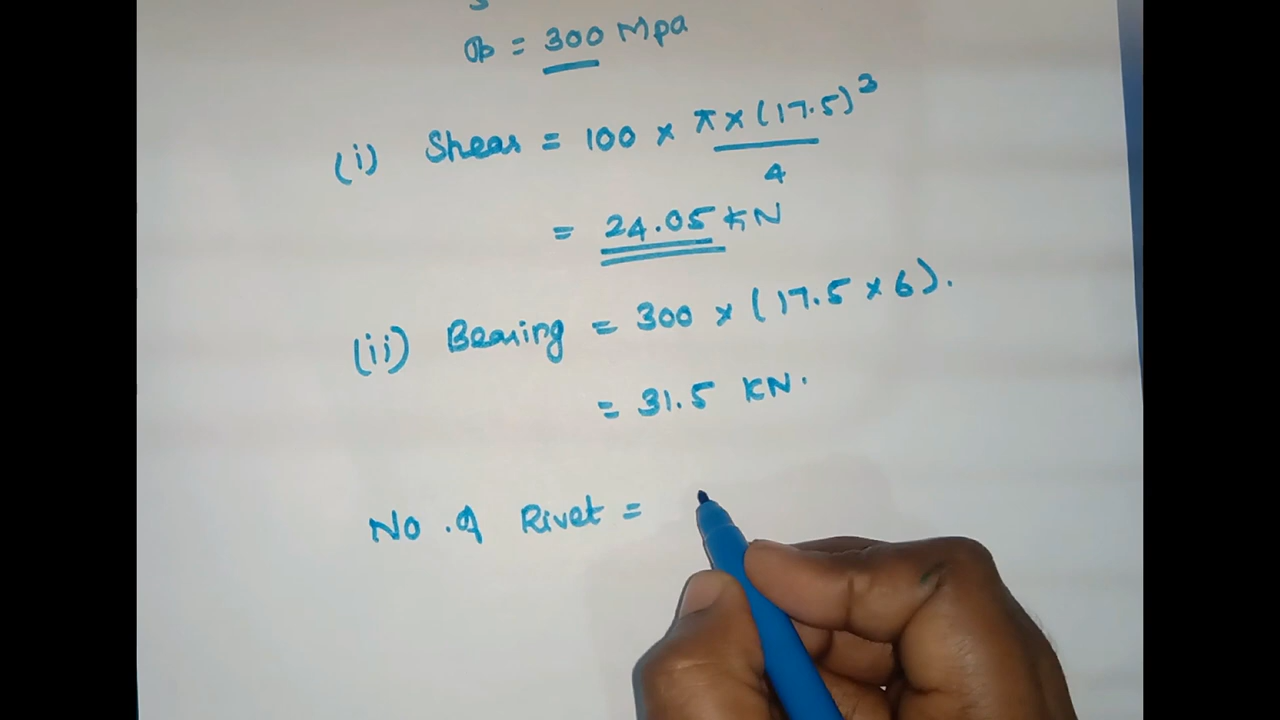 σb = 300 Mpa
(i) Shear = 100 × π × (17.5)²
4
= 24.05 KN
(ii) Bearing = 300 × (17.5 × 6).
= 31.5 KN.
No. of Rivet =